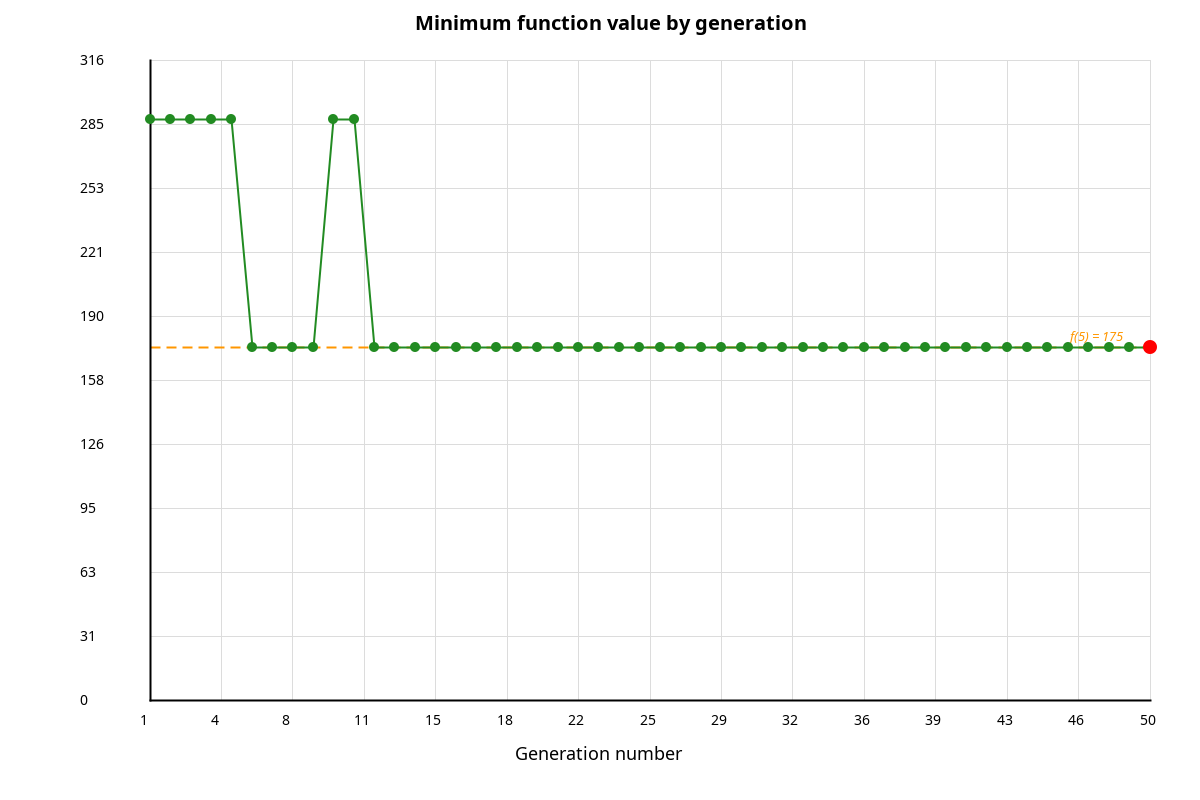 Minimum function value by generation
316
285
253
221
190
f(5) = 175
158
126
95
63
31
0
1 4 8 11 15 18 22 25 29 32 36 39 43 46 50
Generation number